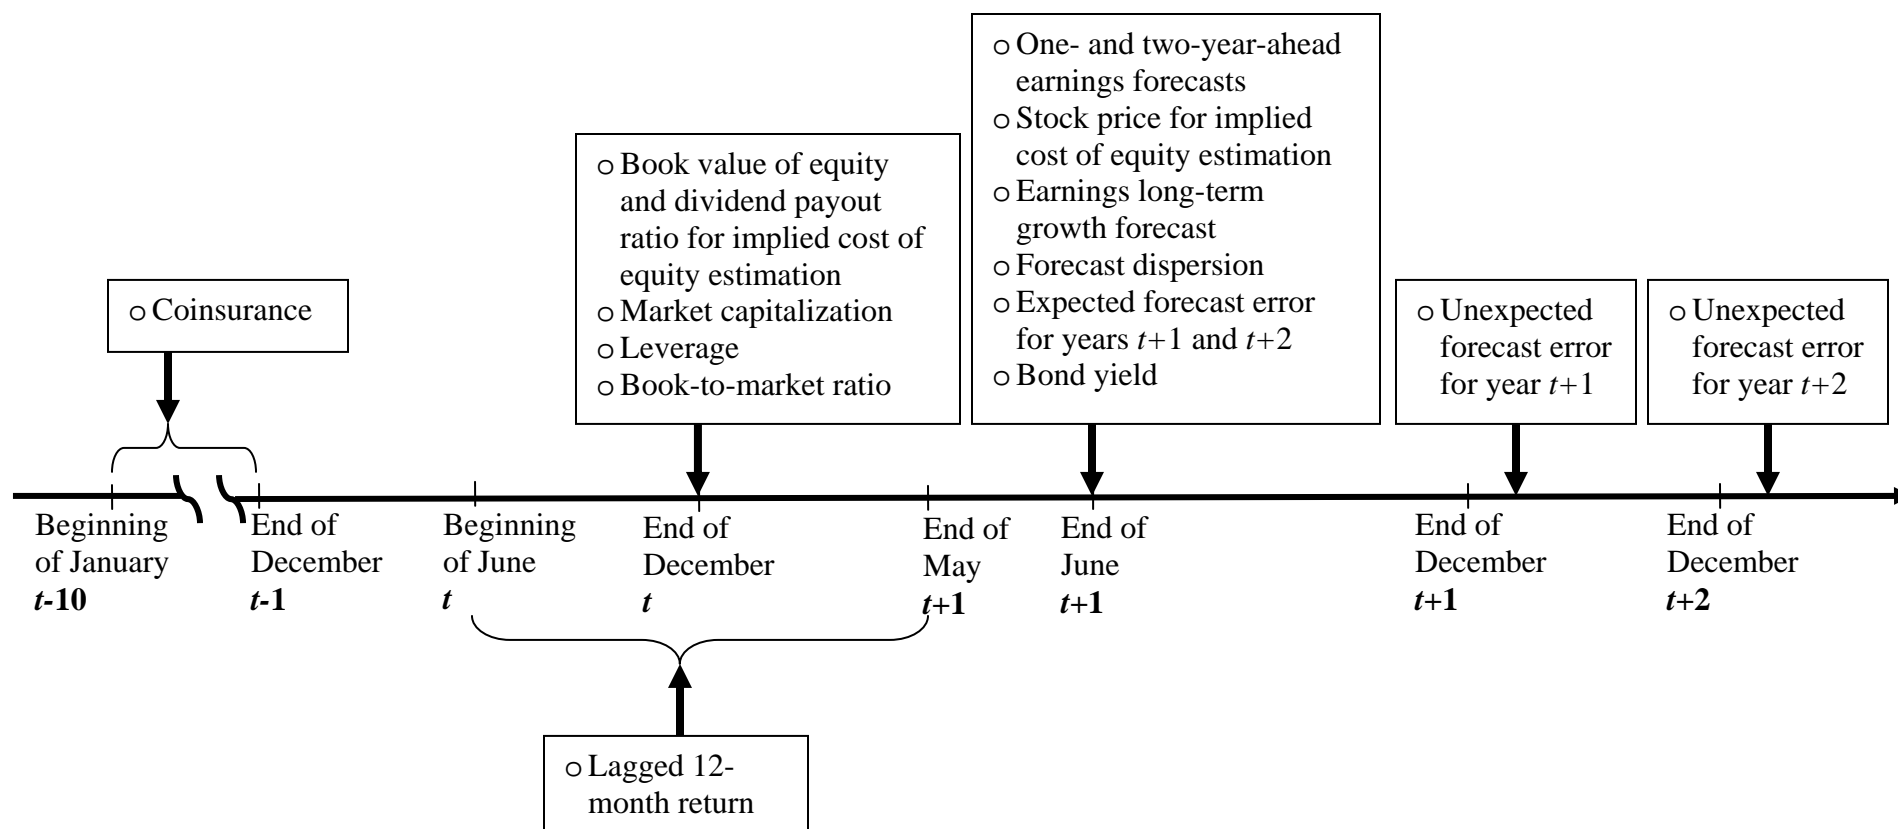 ○ One- and two-year-ahead
earnings forecasts
○ Stock price for implied
cost of equity estimation
○ Earnings long-term
growth forecast
○ Forecast dispersion
○ Expected forecast error
for years t+1 and t+2
○ Bond yield
○ Book value of equity
and dividend payout
ratio for implied cost of
equity estimation
○ Market capitalization
○ Leverage
○ Book-to-market ratio
○ Coinsurance
○ Unexpected
forecast error
for year t+1
○ Unexpected
forecast error
for year t+2
Beginning
of January
t-10
End of
December
t-1
Beginning
of June
t
End of
December
t
End of
May
t+1
End of
June
t+1
End of
December
t+1
End of
December
t+2
○ Lagged 12-
month return